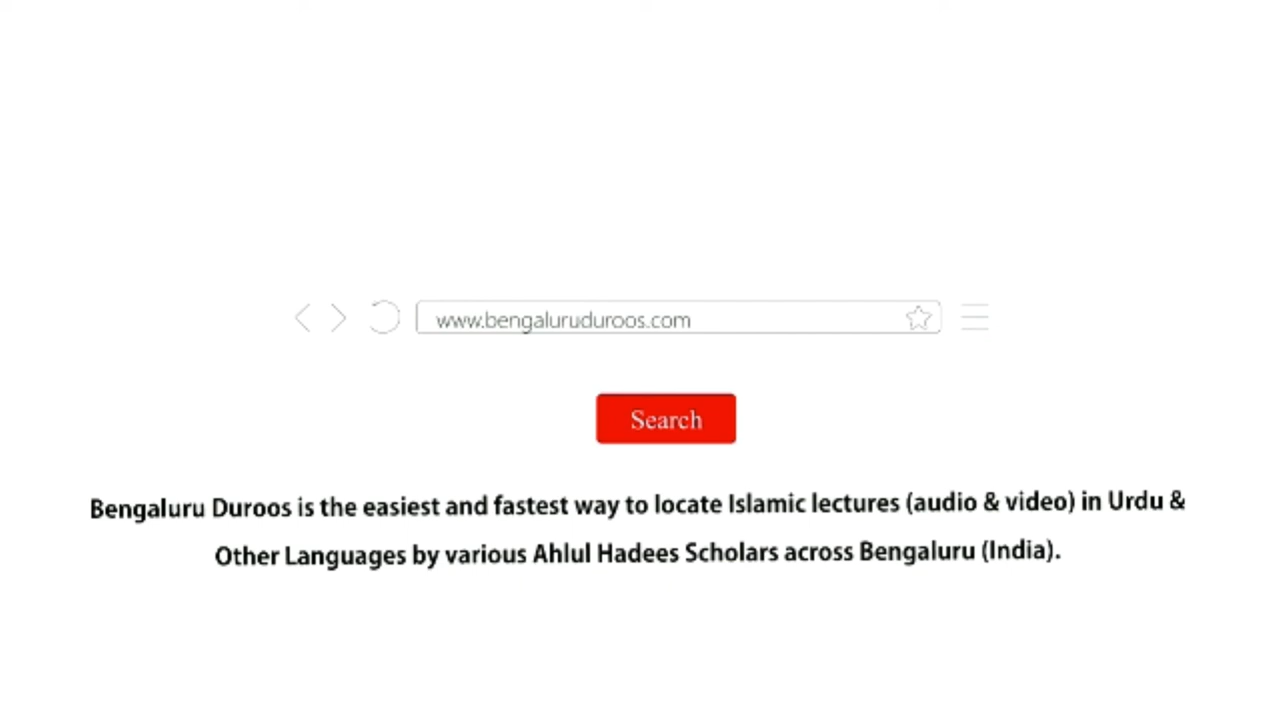 www.bengaluruduroos.com
Search
Bengaluru Duroos is the easiest and fastest way to locate Islamic lectures (audio & video) in Urdu &
Other Languages by various Ahlul Hadees Scholars across Bengaluru (India).